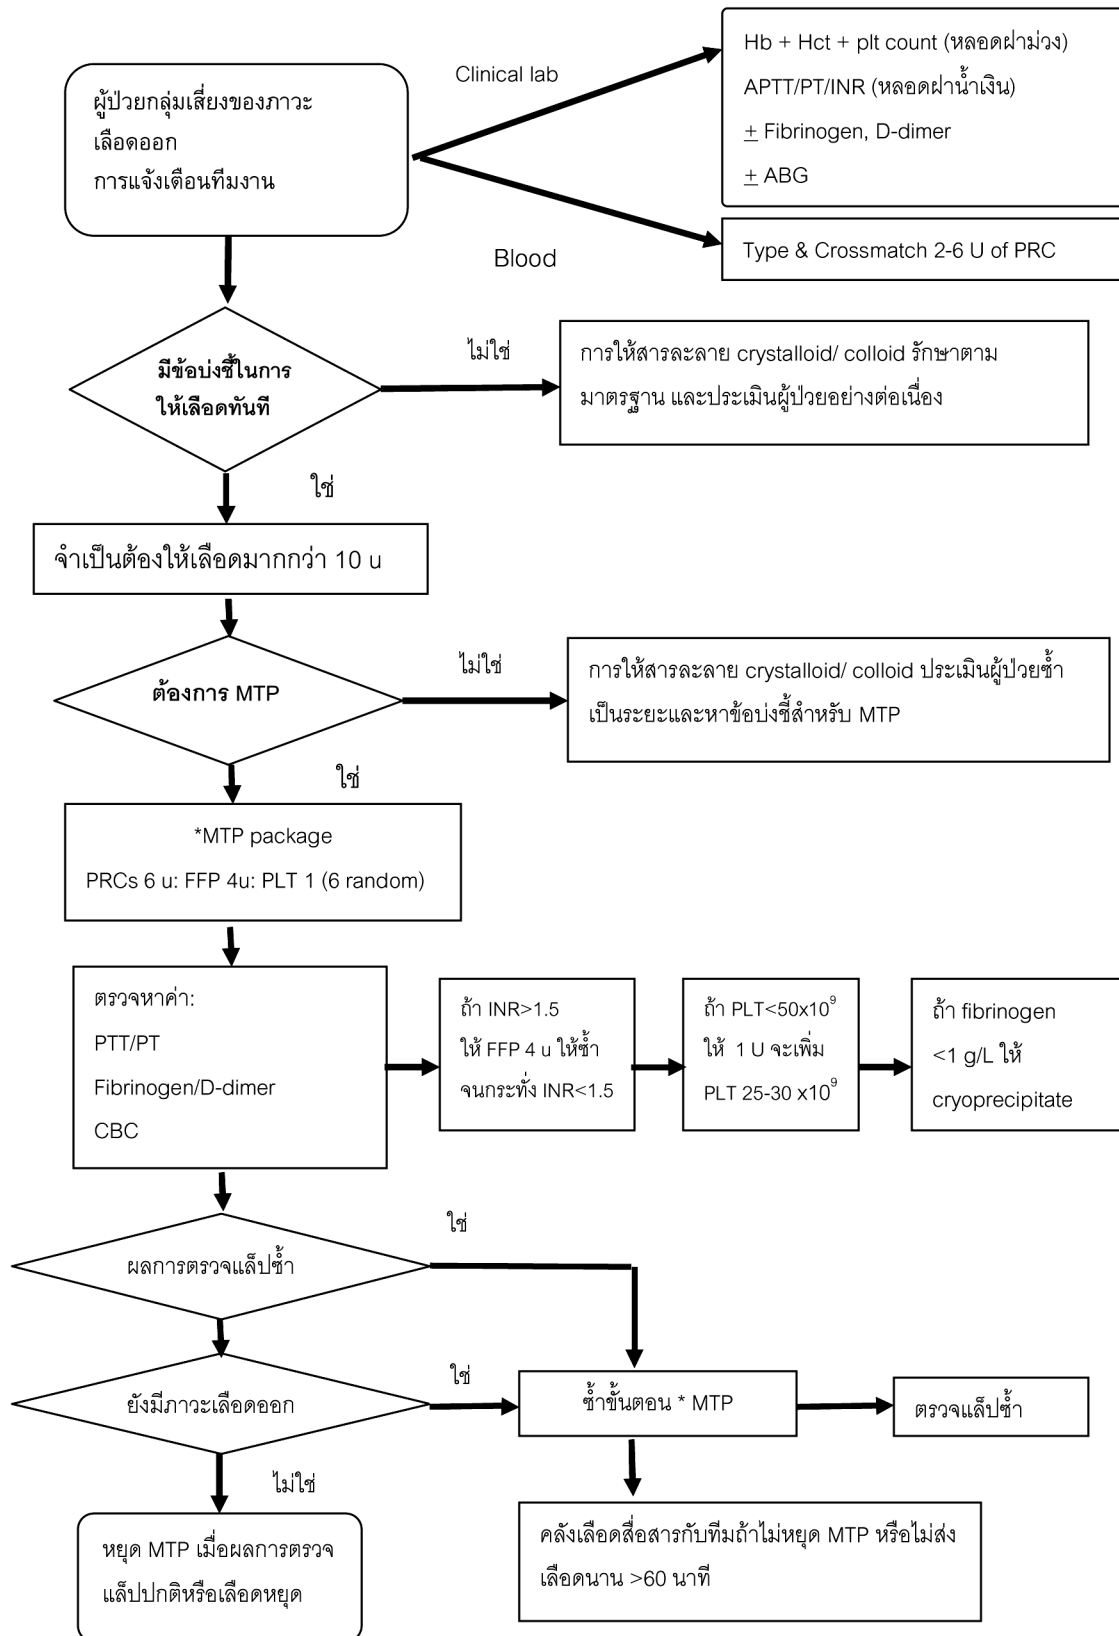 ผู้ป่วยกลุ่มเสี่ยงของภาวะ
เลือดออก
การแจ้งเตือนทีมงาน
Clinical lab
Hb + Hct + plt count (หลอดฝาม่วง)
APTT/PT/INR (หลอดฝาน้ำเงิน)
± Fibrinogen, D-dimer
± ABG
Blood
Type & Crossmatch 2-6 U of PRC
มีข้อบ่งชี้ในการ
ให้เลือดทันที
ไม่ใช่
การให้สารละลาย crystalloid/ colloid รักษาตาม
มาตรฐาน และประเมินผู้ป่วยอย่างต่อเนื่อง
ใช่
จำเป็นต้องให้เลือดมากกว่า 10 u
ต้องการ MTP
ไม่ใช่
การให้สารละลาย crystalloid/ colloid ประเมินผู้ป่วยซ้ำ
เป็นระยะและหาข้อบ่งชี้สำหรับ MTP
ใช่
*MTP package
PRCs 6 u: FFP 4u: PLT 1 (6 random)
ตรวจหาค่า:
PTT/PT
Fibrinogen/D-dimer
CBC
ถ้า INR>1.5
ให้ FFP 4 u ให้ซ้ำ
จนกระทั่ง INR<1.5
ถ้า PLT<50x10⁹
ให้ 1 U จะเพิ่ม
PLT 25-30 x10⁹
ถ้า fibrinogen
<1 g/L ให้
cryoprecipitate
ผลการตรวจแล็ปซ้ำ
ใช่
ยังมีภาวะเลือดออก
ใช่
ซ้ำขั้นตอน * MTP
ตรวจแล็ปซ้ำ
ไม่ใช่
หยุด MTP เมื่อผลการตรวจ
แล็ปปกติหรือเลือดหยุด
คลังเลือดสื่อสารกับทีมถ้าไม่หยุด MTP หรือไม่ส่ง
เลือดนาน >60 นาที